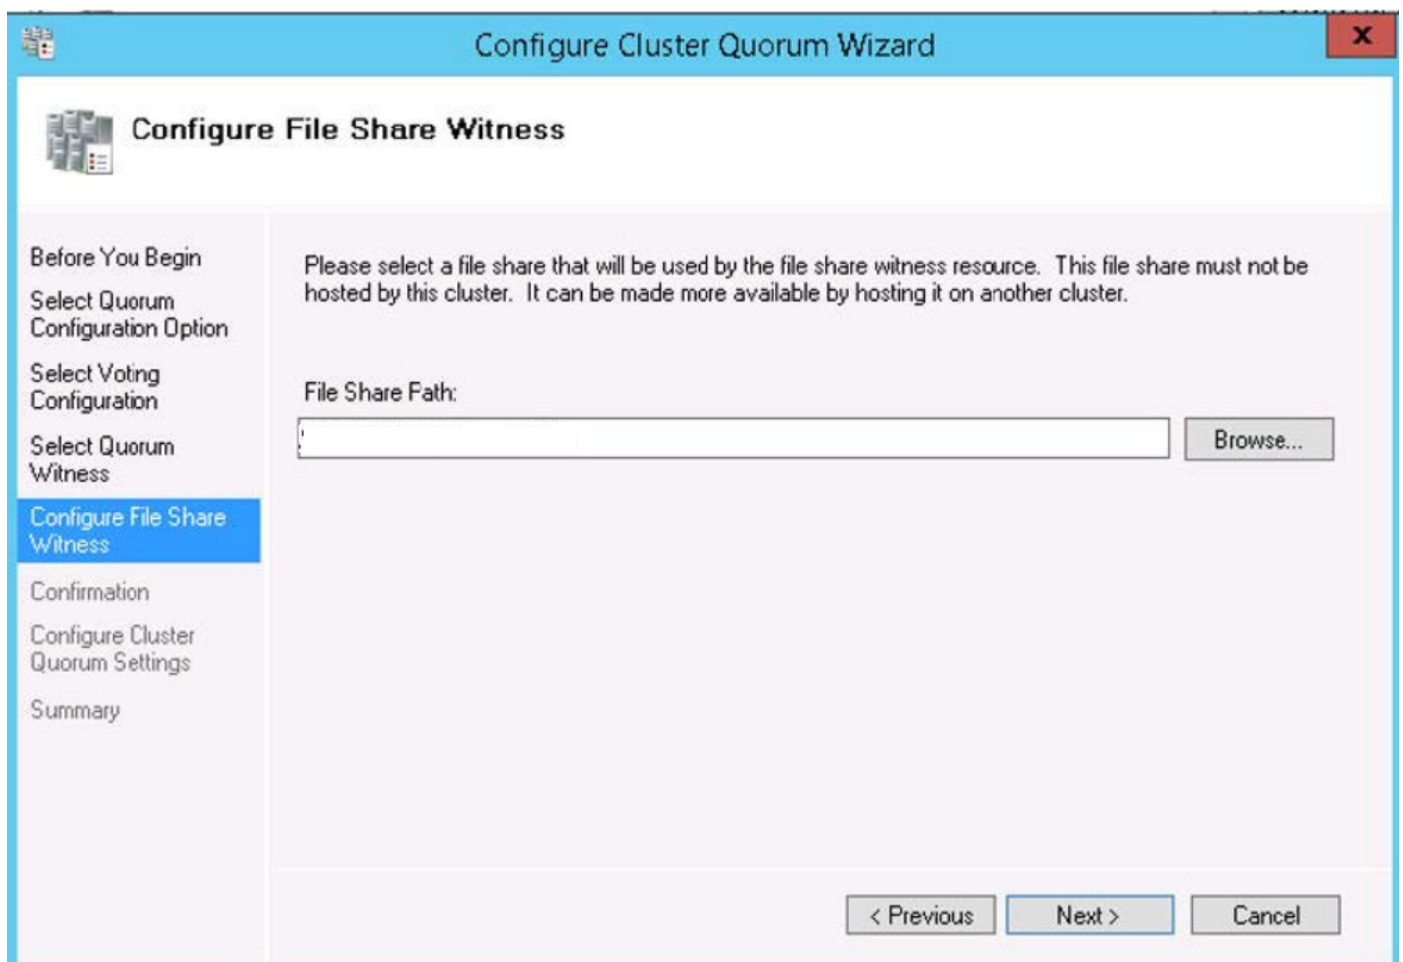 Configure Cluster Quorum Wizard
x
Configure File Share Witness
Before You Begin
Select Quorum
Configuration Option
Select Voting
Configuration
Select Quorum
Witness
Configure File Share
Witness
Confirmation
Configure Cluster
Quorum Settings
Summary
Please select a file share that will be used by the file share witness resource.  This file share must not be
hosted by this cluster.  It can be made more available by hosting it on another cluster.
File Share Path:
Browse...
< Previous
Next >
Cancel